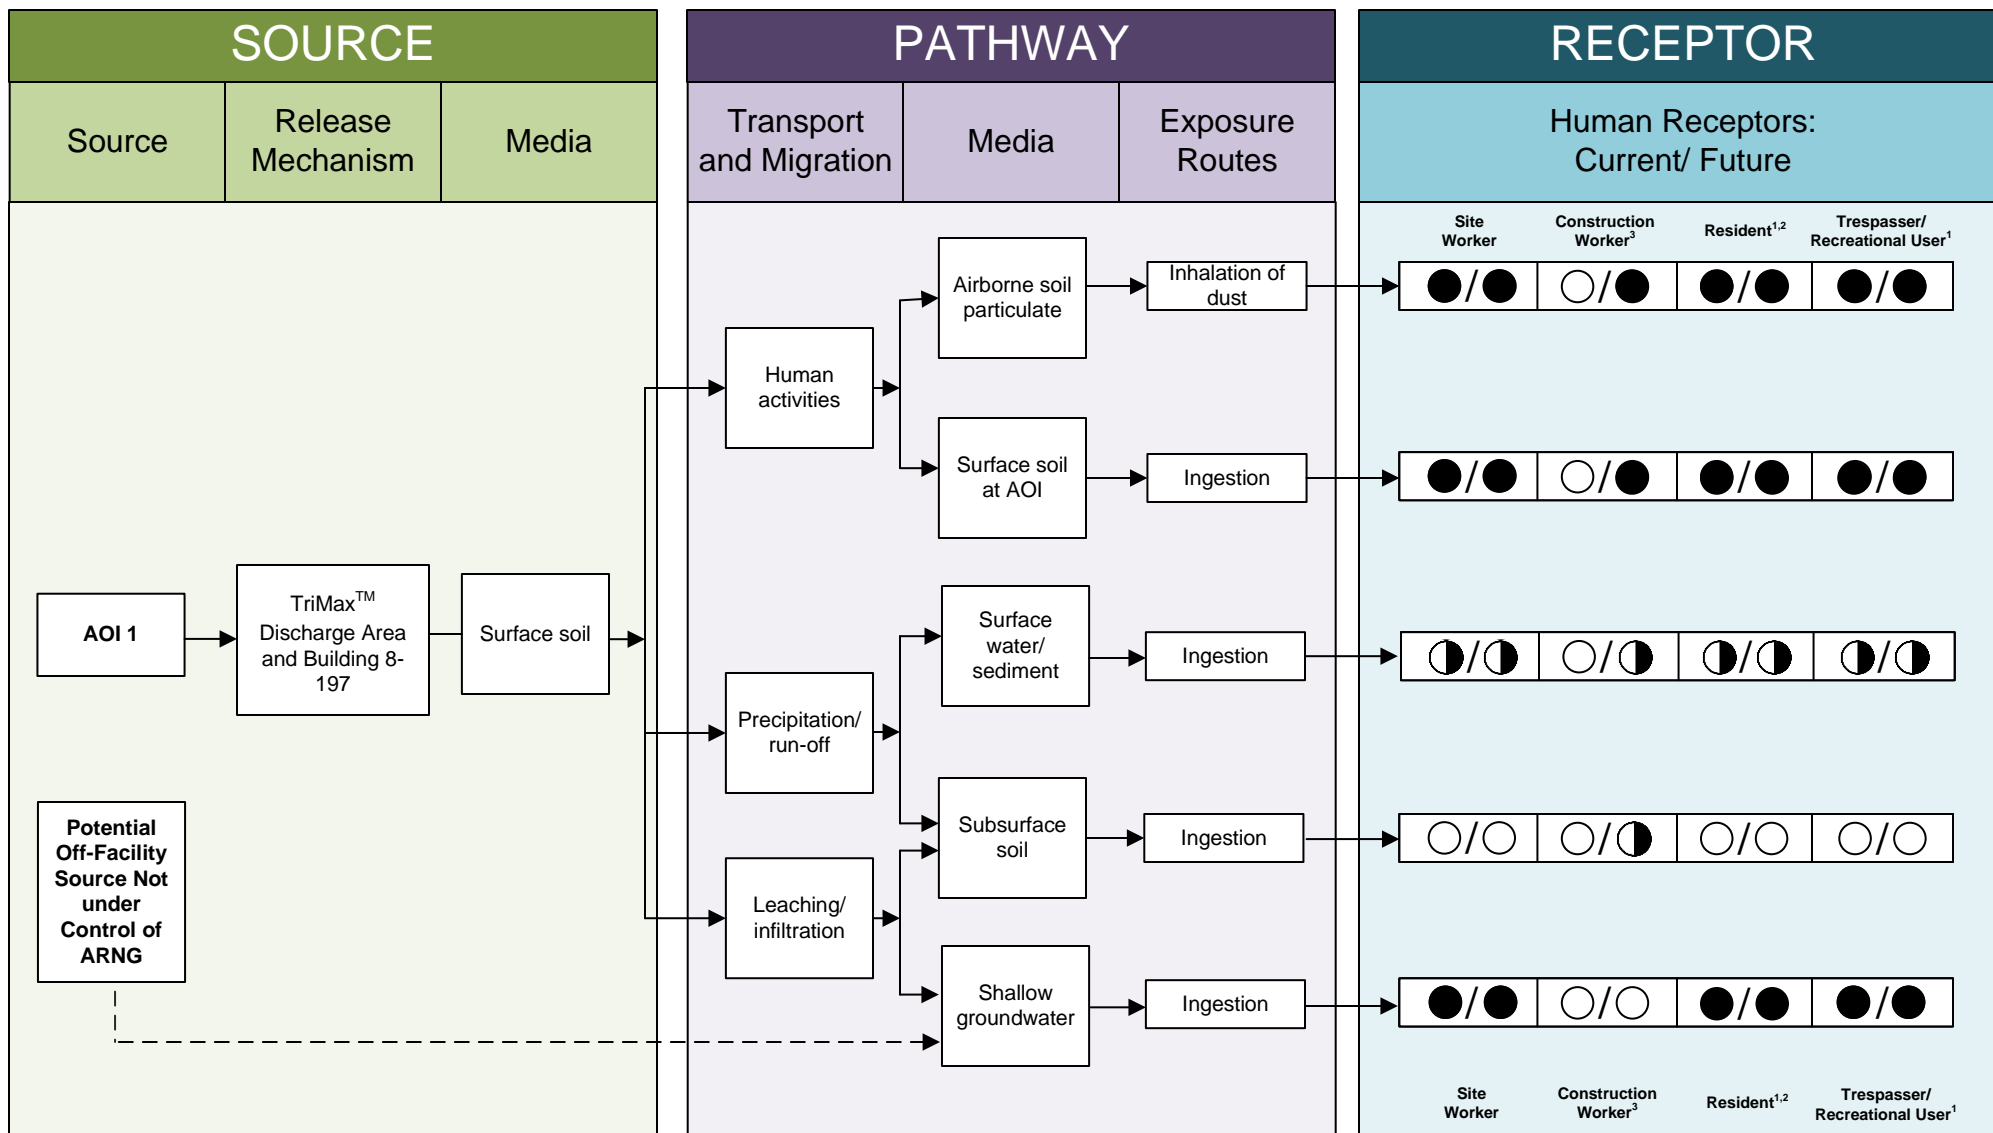 SOURCE
PATHWAY
RECEPTOR
Source
Release
Mechanism
Media
Transport
and Migration
Media
Exposure
Routes
Human Receptors:
Current/ Future
Site
Worker
Construction
Worker3
Resident1,2
Trespasser/
Recreational User1
Airborne soil
particulate
Inhalation of
dust
/
/
/
/
Human
activities
Surface soil
at AOI
Ingestion
/
/
/
/
AOI 1
TriMaxTM
Discharge Area
and Building 8-
197
Surface soil
Surface
water/
sediment
Ingestion
/
/
/
/
Precipitation/
run-off
Potential
Off-Facility
Source Not
under
Control of
ARNG
Subsurface
soil
Ingestion
/
/
/
/
Leaching/
infiltration
Shallow
groundwater
Ingestion
/
/
/
/
Site
Worker
Construction
Worker3
Resident1,2
Trespasser/
Recreational User1